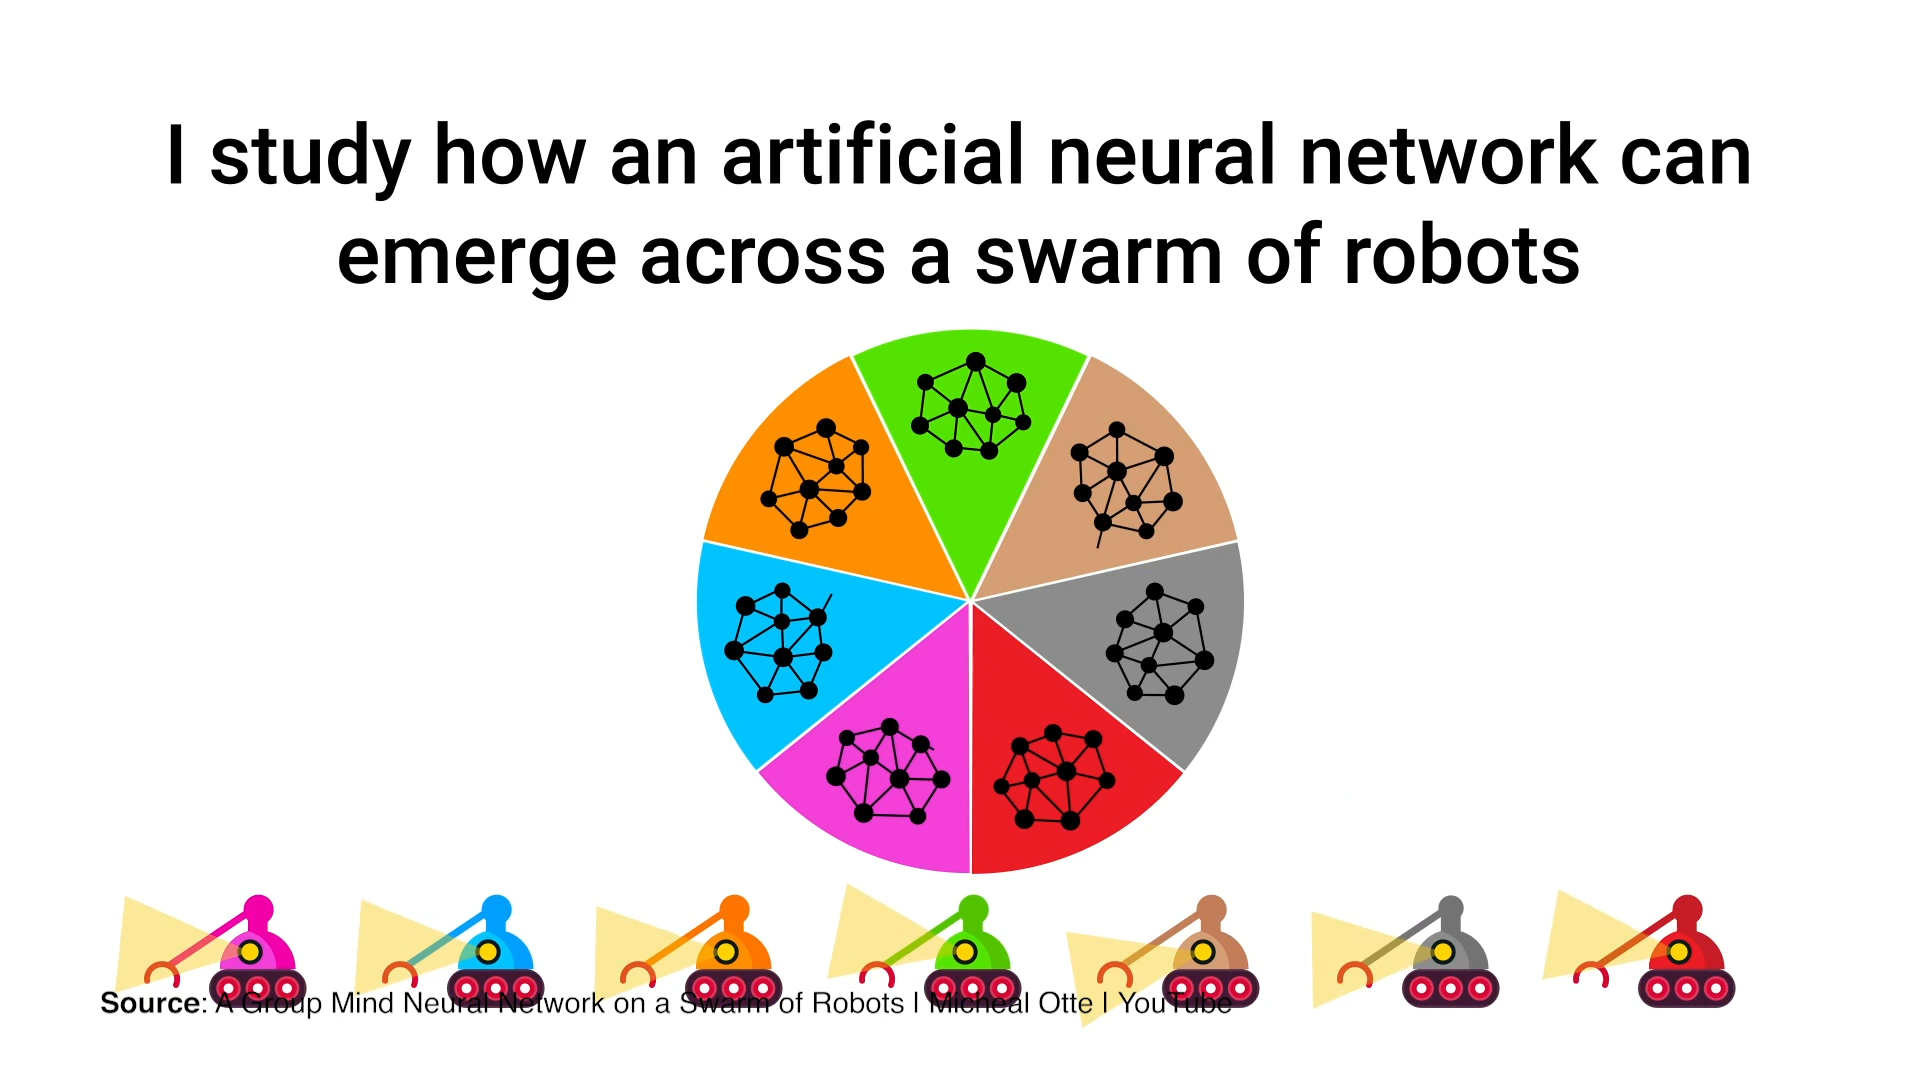 I study how an artificial neural network can
emerge across a swarm of robots
Source: A Group Mind Neural Network on a Swarm of Robots I Micheal Otte I YouTube